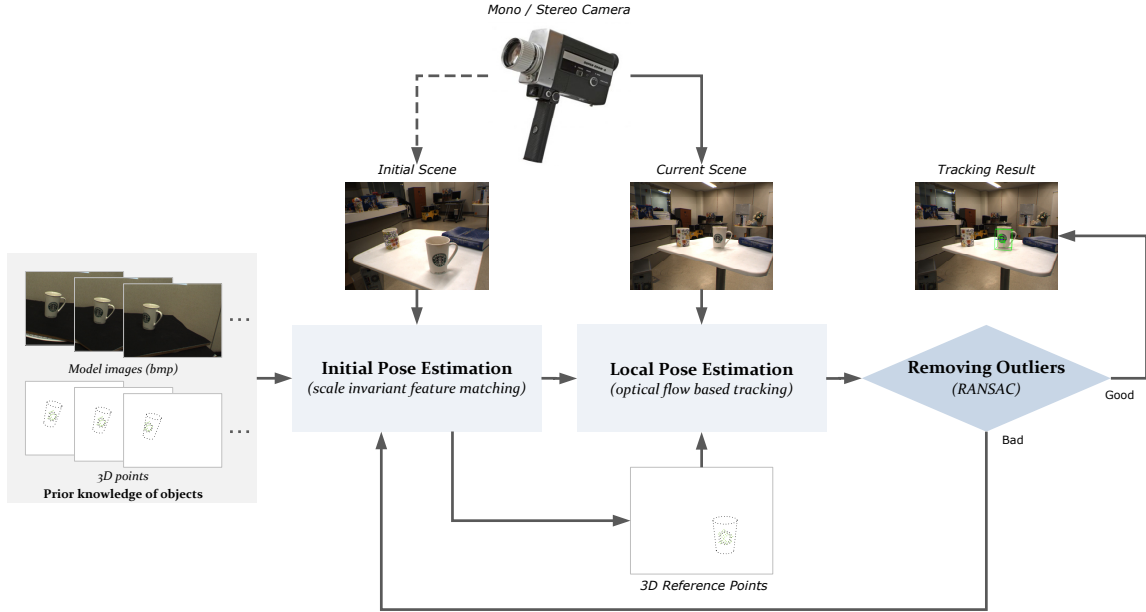 Mono / Stereo Camera
Initial Scene
Current Scene
Tracking Result
...
Model images (bmp)
...
3D points
Prior knowledge of objects
Initial Pose Estimation
(scale invariant feature matching)
Local Pose Estimation
(optical flow based tracking)
Removing Outliers
(RANSAC)
Good
Bad
3D Reference Points